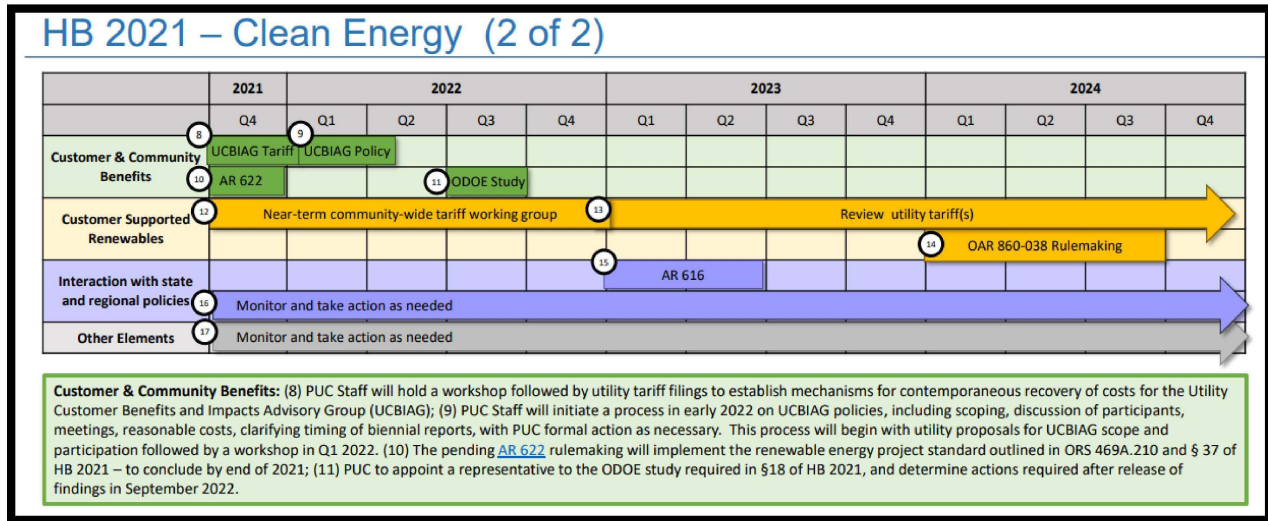 HB 2021 – Clean Energy (2 of 2)
2021 2022 2023 2024
Q4 Q1 Q2 Q3 Q4 Q1 Q2 Q3 Q4 Q1 Q2 Q3 Q4
Customer & Community
Benefits
8 UCBIAG Tariff 9 UCBIAG Policy
10 AR 622 11 ODOE Study
Customer Supported
Renewables
12 Near-term community-wide tariff working group 13 Review utility tariff(s)
14 OAR 860-038 Rulemaking
Interaction with state
and regional policies
15 AR 616
16 Monitor and take action as needed
Other Elements
17 Monitor and take action as needed
Customer & Community Benefits: (8) PUC Staff will hold a workshop followed by utility tariff filings to establish mechanisms for contemporaneous recovery of costs for the Utility
Customer Benefits and Impacts Advisory Group (UCBIAG); (9) PUC Staff will initiate a process in early 2022 on UCBIAG policies, including scoping, discussion of participants,
meetings, reasonable costs, clarifying timing of biennial reports, with PUC formal action as necessary. This process will begin with utility proposals for UCBIAG scope and
participation followed by a workshop in Q1 2022. (10) The pending AR 622 rulemaking will implement the renewable energy project standard outlined in ORS 469A.210 and § 37 of
HB 2021 – to conclude by end of 2021; (11) PUC to appoint a representative to the ODOE study required in §18 of HB 2021, and determine actions required after release of
findings in September 2022.